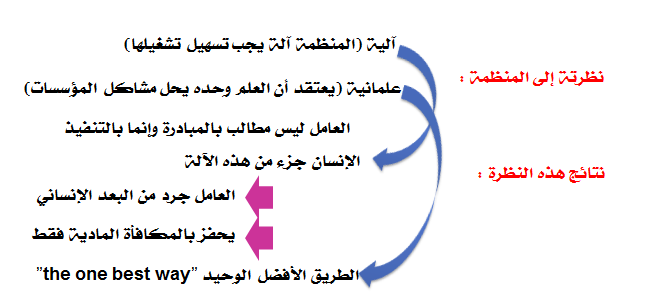 آلية (المنظمة آلة يجب تسهيل تشغيلها)
نظرتة إلى المنظمة :
علمانية (يعتقد أن العلم وحده يحل مشاكل المؤسسات)
العامل ليس مطالب بالمبادرة وإنما بالتنفيذ
الإنسان جزء من هذه الآلة
نتائج هذه النظرة :
العامل جرد من البعد الإنساني
يحفز بالمكافأة المادية فقط
الطريق الأفضل الوحيد "the one best way"